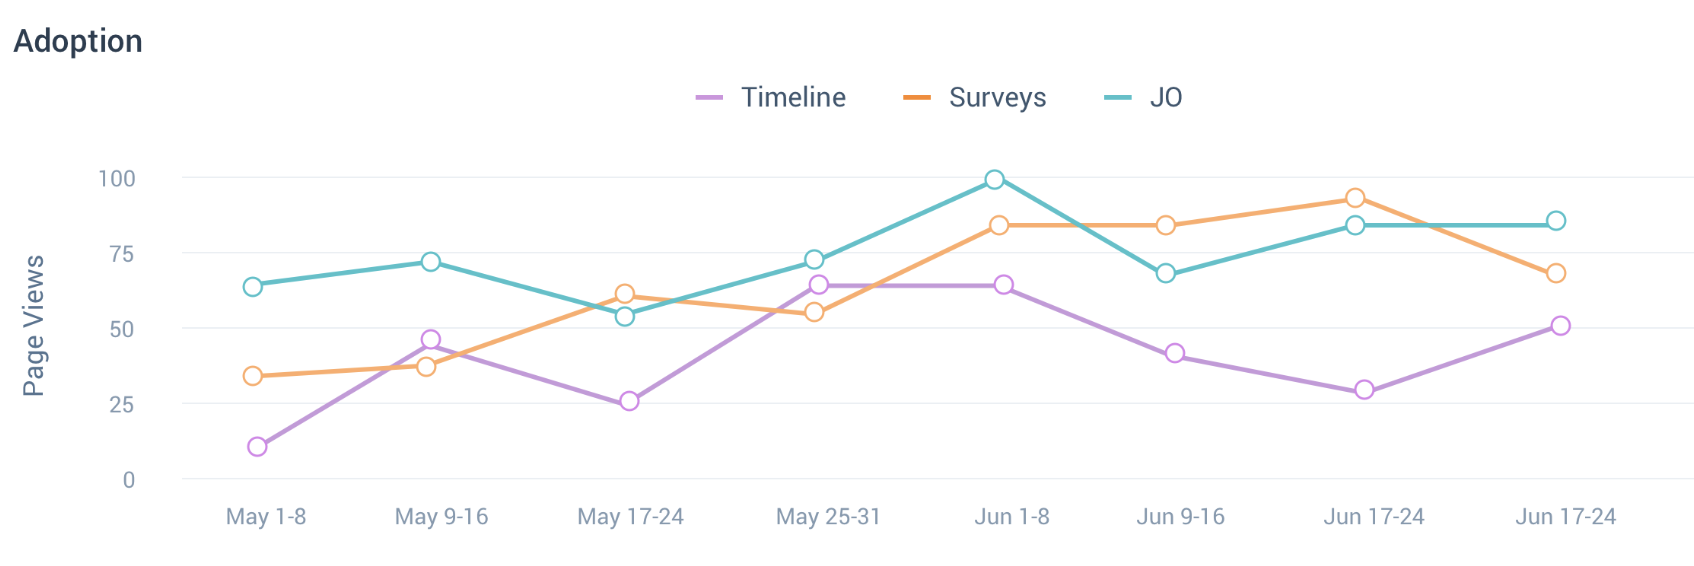 Adoption
Timeline Surveys JO
100
75
50
25
0
Page Views
May 1-8 May 9-16 May 17-24 May 25-31 Jun 1-8 Jun 9-16 Jun 17-24 Jun 17-24